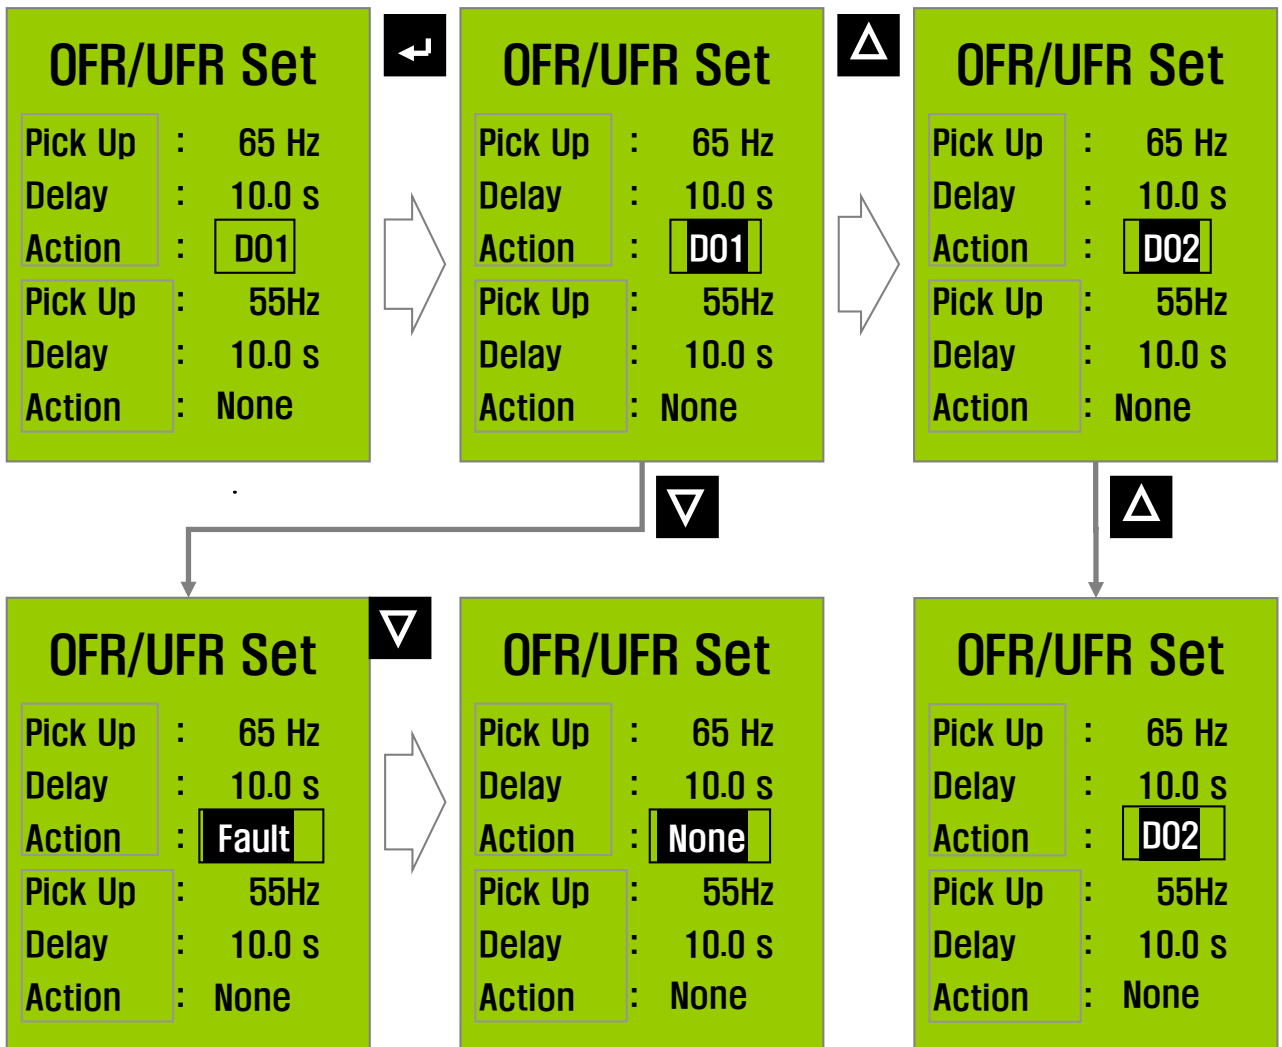 OFR/UFR Set
Pick Up : 65 Hz
Delay : 10.0 s
Action : DO1
Pick Up : 55Hz
Delay : 10.0 s
Action : None
OFR/UFR Set
Pick Up : 65 Hz
Delay : 10.0 s
Action : DO1
Pick Up : 55Hz
Delay : 10.0 s
Action : None
OFR/UFR Set
Pick Up : 65 Hz
Delay : 10.0 s
Action : DO2
Pick Up : 55Hz
Delay : 10.0 s
Action : None
.
OFR/UFR Set
Pick Up : 65 Hz
Delay : 10.0 s
Action : Fault
Pick Up : 55Hz
Delay : 10.0 s
Action : None
OFR/UFR Set
Pick Up : 65 Hz
Delay : 10.0 s
Action : None
Pick Up : 55Hz
Delay : 10.0 s
Action : None
OFR/UFR Set
Pick Up : 65 Hz
Delay : 10.0 s
Action : DO2
Pick Up : 55Hz
Delay : 10.0 s
Action : None